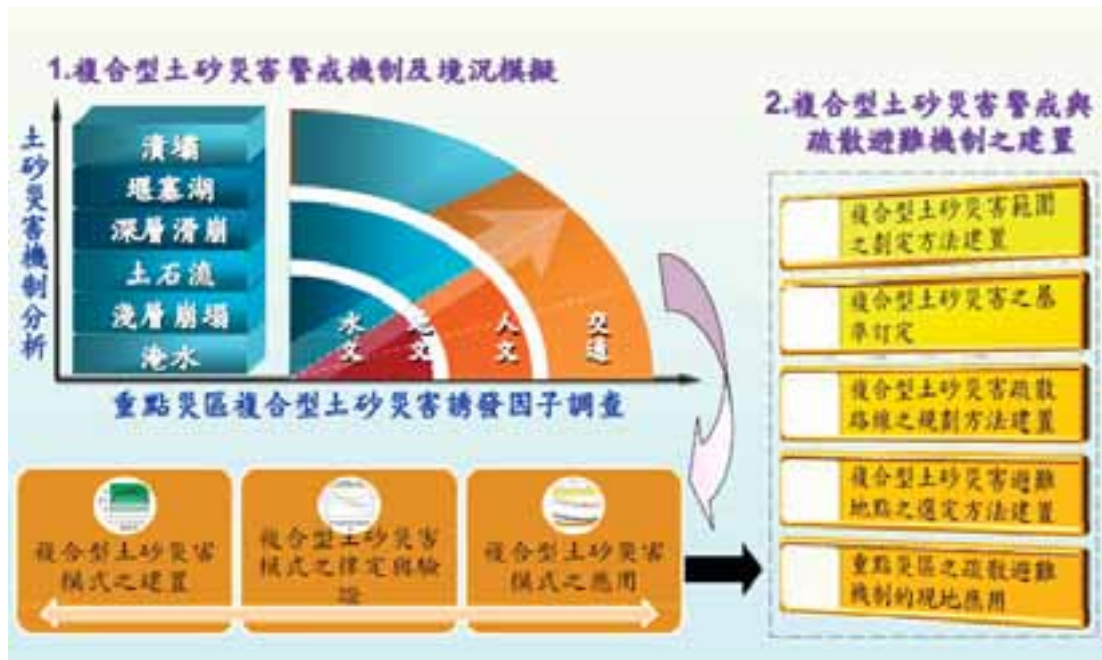 1.複合型土砂災害警戒機制及境況模擬
土砂災害機制分析
潰壩
堰塞湖
深層滑崩
土石流
淺層崩塌
淹水
水文
地文
人文
交通
重點災區複合型土砂災害誘發因子調查
複合型土砂災害
模式之建置
複合型土砂災害
模式之律定與驗
證
複合型土砂災害
模式之應用
2.複合型土砂災害警戒與
疏散避難機制之建置
複合型土砂災害範圍
之劃定方法建置
複合型土砂災害之基
準訂定
複合型土砂災害疏散
路線之規劃方法建置
複合型土砂災害避難
地點之選定方法建置
重點災區之疏散避難
機制的現地應用